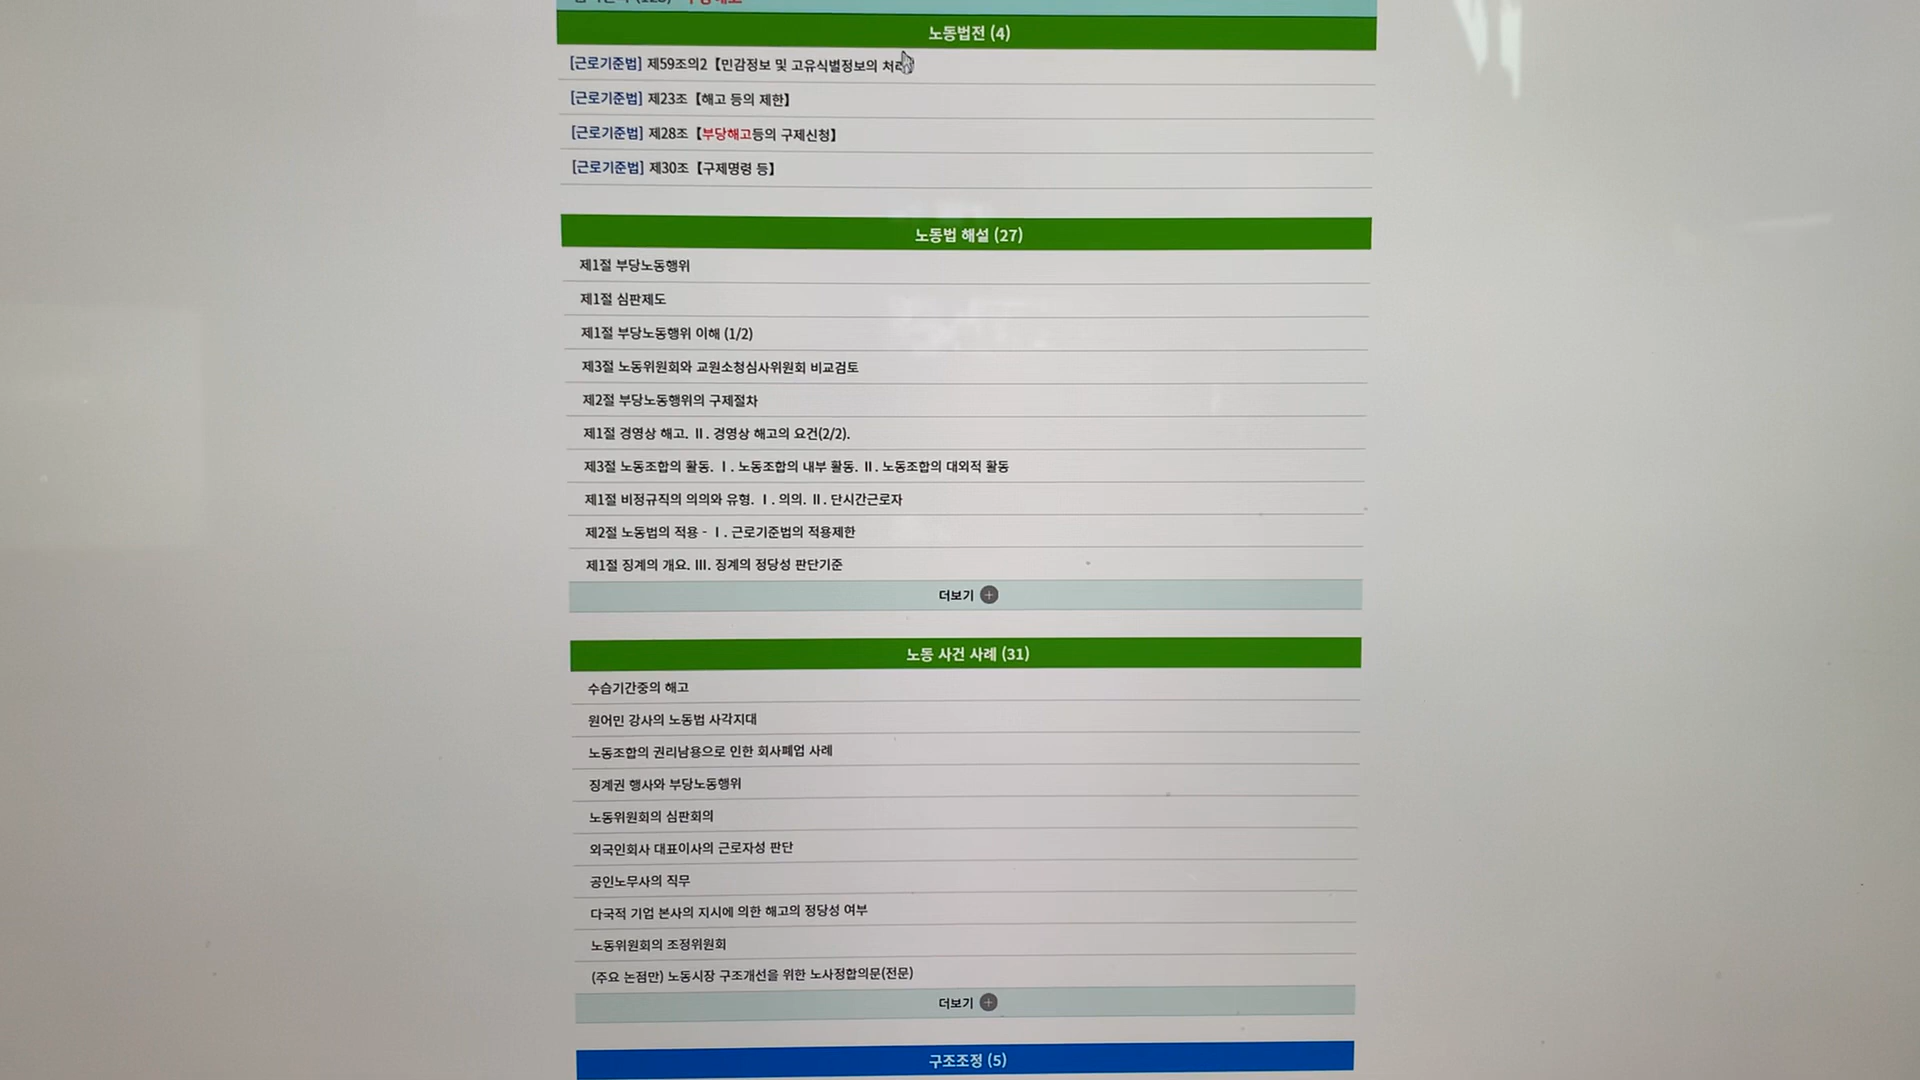 부당해고
노동법전 (4)
[근로기준법] 제59조의2【민감정보 및 고유식별정보의 처리】
[근로기준법] 제23조【해고 등의 제한】
[근로기준법] 제28조【부당해고등의 구제신청】
[근로기준법] 제30조【구제명령 등】
노동법 해설 (27)
제1절 부당노동행위
제1절 심판제도
제1절 부당노동행위 이해 (1/2)
제3절 노동위원회와 교원소청심사위원회 비교검토
제2절 부당노동행위의 구제절차
제1절 경영상 해고. Ⅱ. 경영상 해고의 요건(2/2).
제3절 노동조합의 활동. Ⅰ. 노동조합의 내부 활동. Ⅱ. 노동조합의 대외적 활동
제1절 비정규직의 의의와 유형. Ⅰ. 의의. Ⅱ. 단시간근로자
제2절 노동법의 적용 - Ⅰ. 근로기준법의 적용제한
제1절 징계의 개요. III. 징계의 정당성 판단기준
더보기
노동 사건 사례 (31)
수습기간중의 해고
원어민 강사의 노동법 사각지대
노동조합의 권리남용으로 인한 회사폐업 사례
징계권 행사와 부당노동행위
노동위원회의 심판회의
외국인회사 대표이사의 근로자성 판단
공인노무사의 직무
다국적 기업 본사의 지시에 의한 해고의 정당성 여부
노동위원회의 조정위원회
(주요 논점만) 노동시장 구조개선을 위한 노사정합의문(전문)
더보기
구조조정 (5)